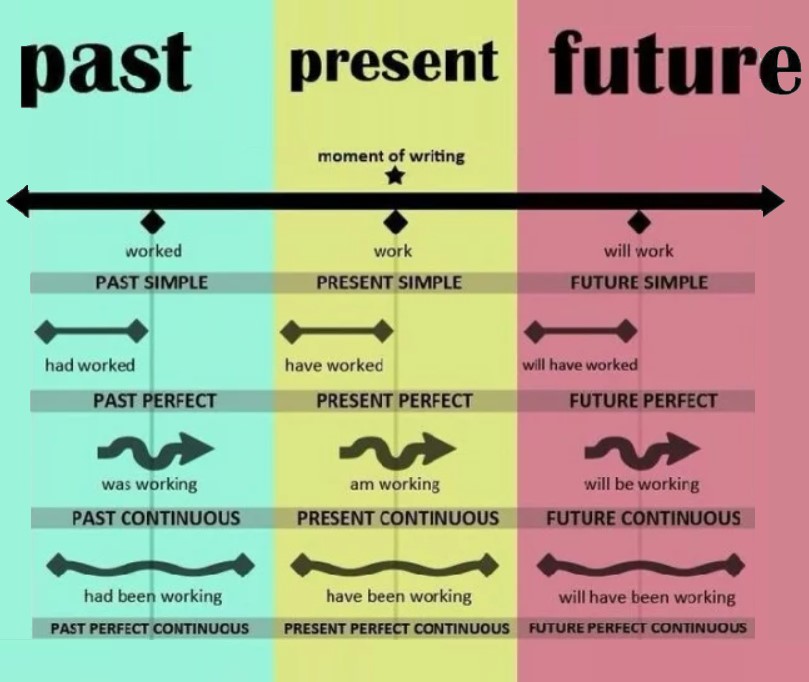 past present future
moment of writing
worked work will work
PAST SIMPLE PRESENT SIMPLE FUTURE SIMPLE
had worked have worked will have worked
PAST PERFECT PRESENT PERFECT FUTURE PERFECT
was working am working will be working
PAST CONTINUOUS PRESENT CONTINUOUS FUTURE CONTINUOUS
had been working have been working will have been working
PAST PERFECT CONTINUOUS PRESENT PERFECT CONTINUOUS FUTURE PERFECT CONTINUOUS